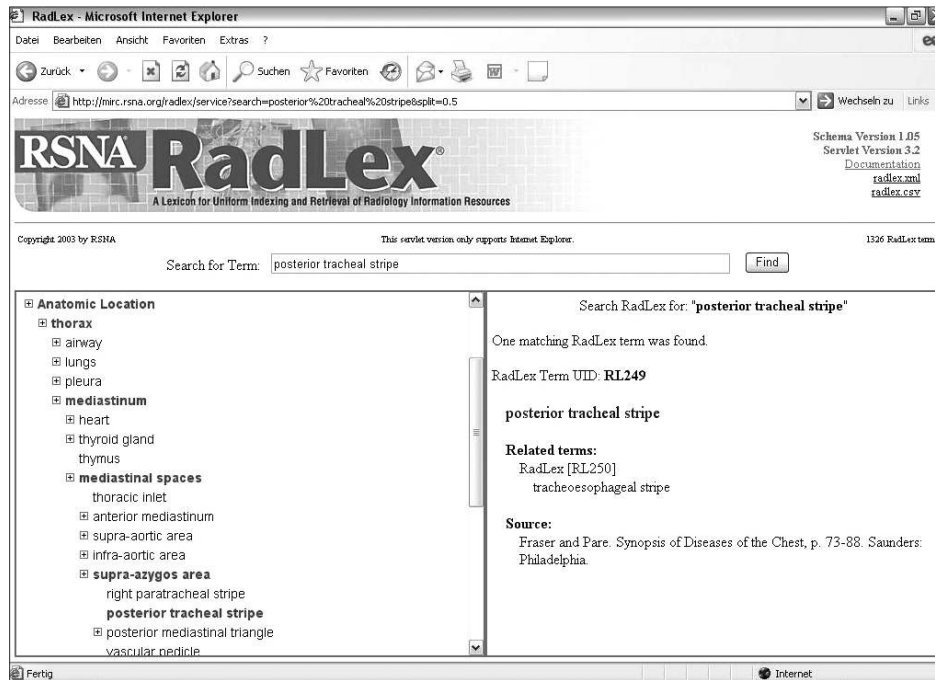 RadLex - Microsoft Internet Explorer
Datei Bearbeiten Ansicht Favoriten Extras ?
Zurück Suchen Favoriten
Adresse http://mirc.rsna.org/radlex/service?search=posterior%20tracheal%20stripe&split=0.5 Wechseln zu Links
RSNA RadLex®
A Lexicon for Uniform Indexing and Retrieval of Radiology Information Resources
Schema Version 1.05
Servlet Version 3.2
Documentation
radlex.xml
radlex.csv
Copyright 2003 by RSNA This servlet version only supports Internet Explorer. 1326 RadLex term
Search for Term: posterior tracheal stripe Find
Anatomic Location
thorax
airway
lungs
pleura
mediastinum
heart
thyroid gland
thymus
mediastinal spaces
thoracic inlet
anterior mediastinum
supra-aortic area
infra-aortic area
supra-azygos area
right paratracheal stripe
posterior tracheal stripe
posterior mediastinal triangle
vascular pedicle
Search RadLex for: "posterior tracheal stripe"
One matching RadLex term was found.
RadLex Term UID: RL249
posterior tracheal stripe
Related terms:
RadLex [RL250]
tracheoesophageal stripe
Source:
Fraser and Pare. Synopsis of Diseases of the Chest, p. 73-88. Saunders:
Philadelphia.
Fertig Internet